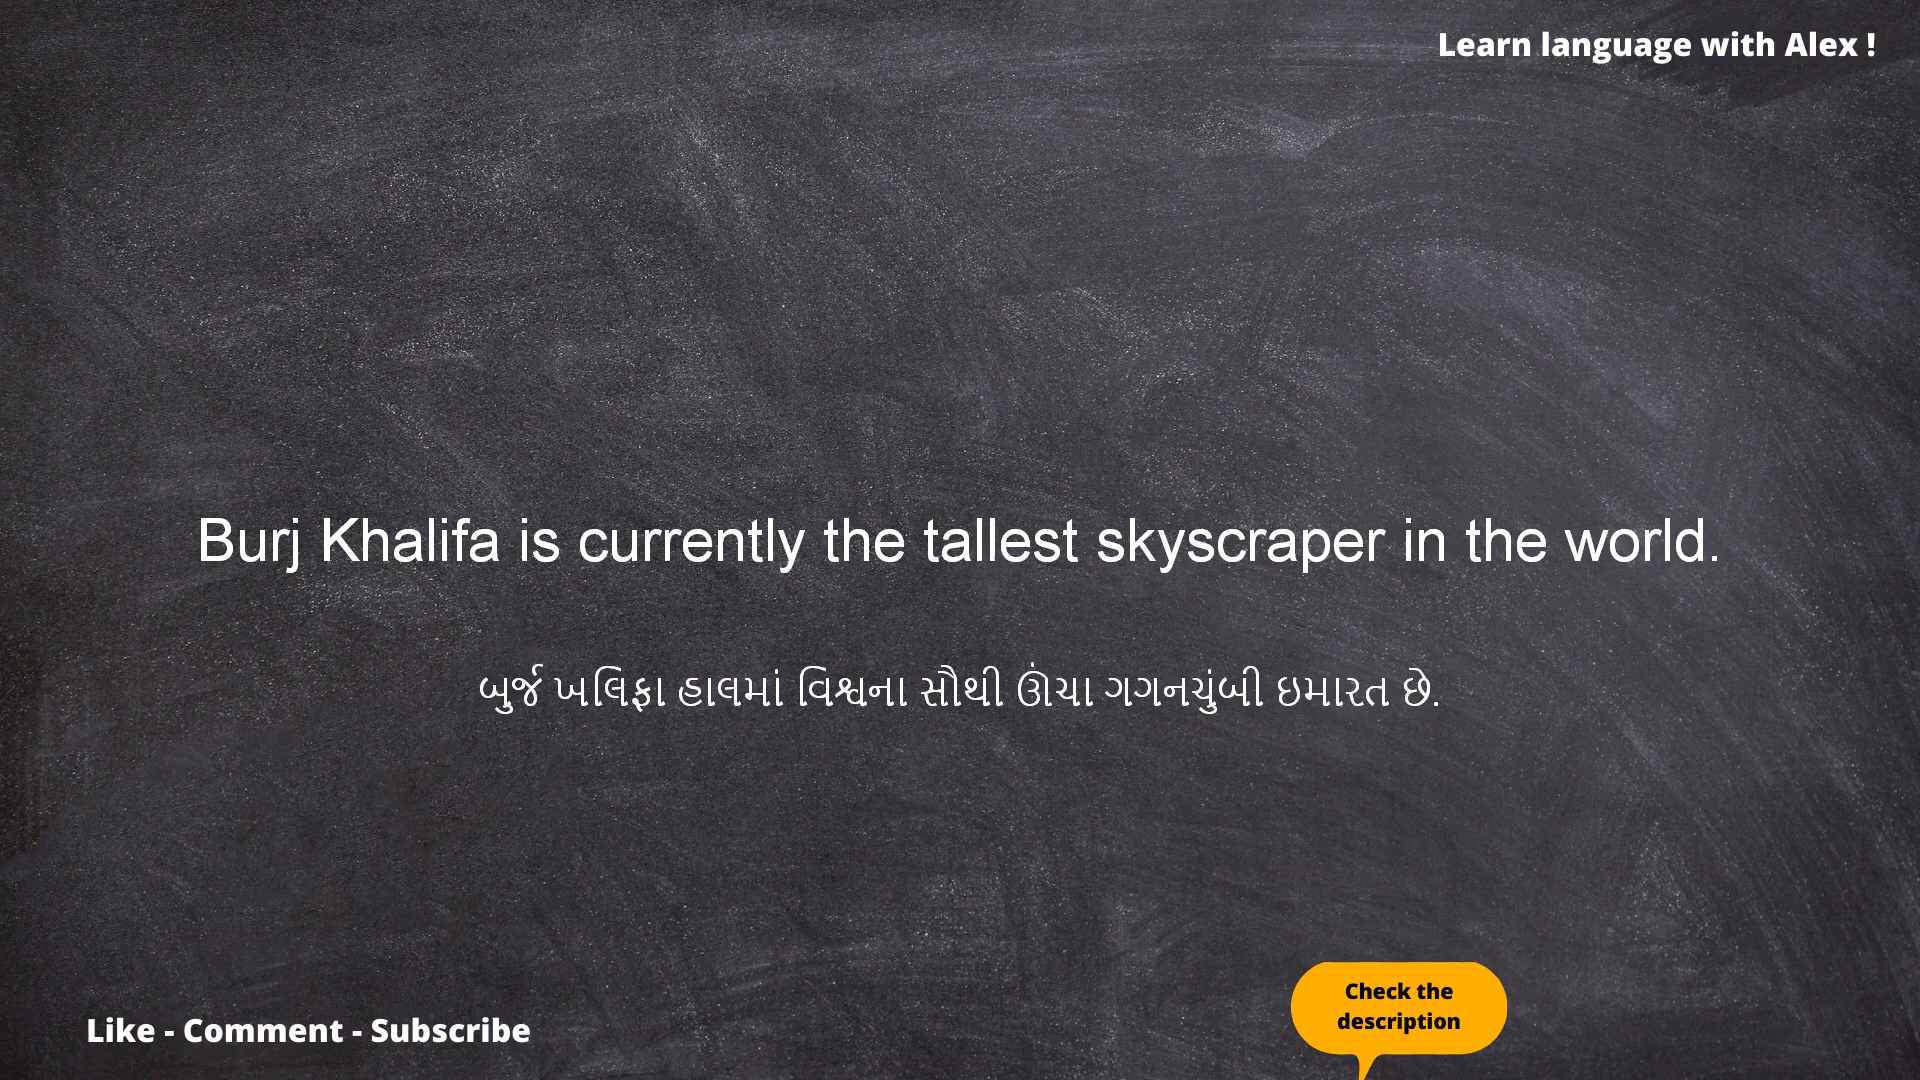 Learn language with Alex !
Burj Khalifa is currently the tallest skyscraper in the world.
બુર્જ ખલિફા હાલમાં વિશ્વના સૌથી ઊંચા ગગનચુંબી ઇમારત છે.
Check the
description
Like - Comment - Subscribe